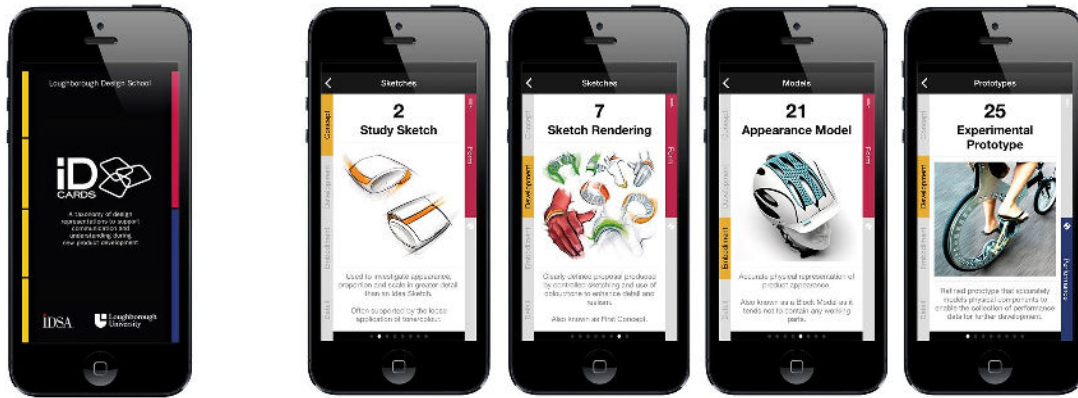 Loughborough Design School
iD
CARDS
A taxonomy of design
representations to support
communication and
understanding during
new product development
IDSA
Loughborough
University
Sketches
2
Study Sketch
Concept
Development
Embodiment
Detail
Form
Used to investigate appearance,
proportion and scale in greater detail
than an Idea Sketch.
Often supported by the loose
application of tone/colour.
Sketches
7
Sketch Rendering
Concept
Development
Embodiment
Detail
Form
Clearly defined proposal produced
by controlled sketching and use of
colour/tone to enhance detail and
realism.
Also known as First Concept.
Models
21
Appearance Model
Concept
Development
Embodiment
Detail
Form
Accurate physical representation of
product appearance.
Also known as a Block Model as it
tends not to contain any working
parts.
Prototypes
25
Experimental
Prototype
Concept
Development
Embodiment
Detail
Performance
Refined prototype that accurately
models physical components to
enable the collection of performance
data for further development.